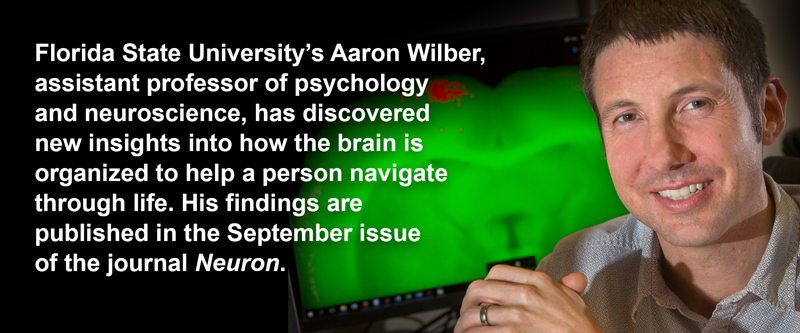 Florida State University’s Aaron Wilber,
assistant professor of psychology
and neuroscience, has discovered
new insights into how the brain is
organized to help a person navigate
through life. His findings are
published in the September issue
of the journal Neuron.